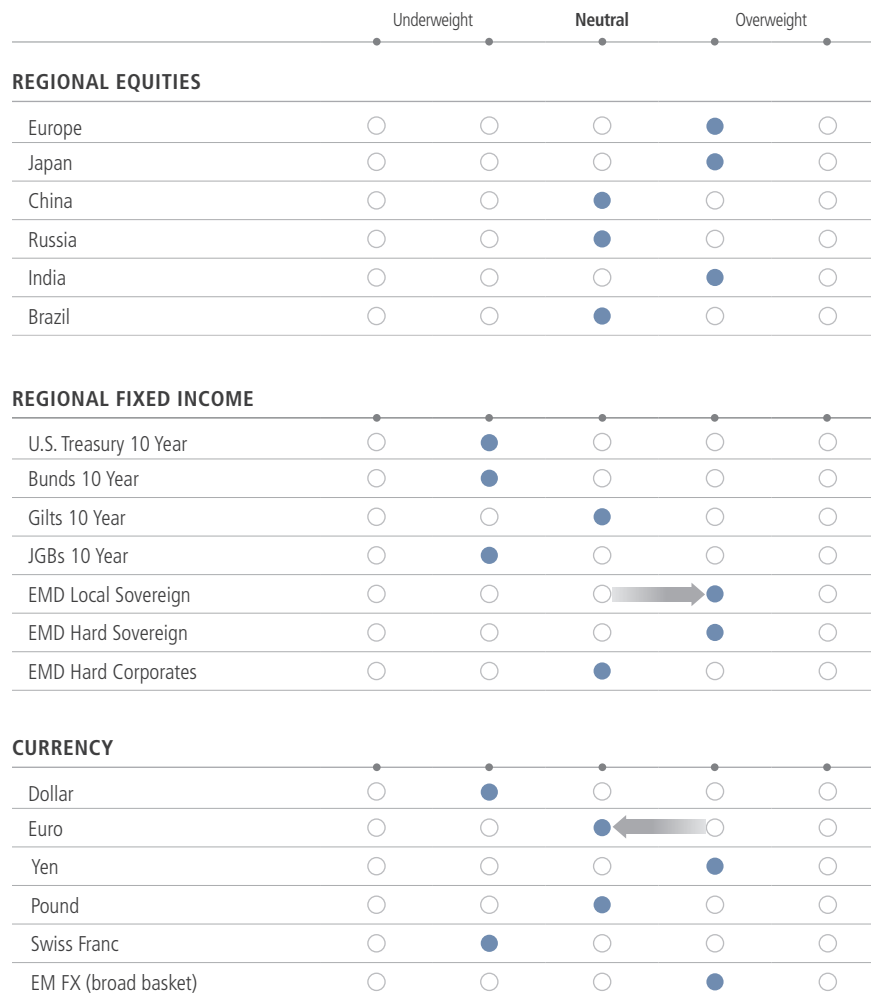 Underweight Neutral Overweight
REGIONAL EQUITIES
Europe
Japan
China
Russia
India
Brazil
REGIONAL FIXED INCOME
U.S. Treasury 10 Year
Bunds 10 Year
Gilts 10 Year
JGBs 10 Year
EMD Local Sovereign
EMD Hard Sovereign
EMD Hard Corporates
CURRENCY
Dollar
Euro
Yen
Pound
Swiss Franc
EM FX (broad basket)